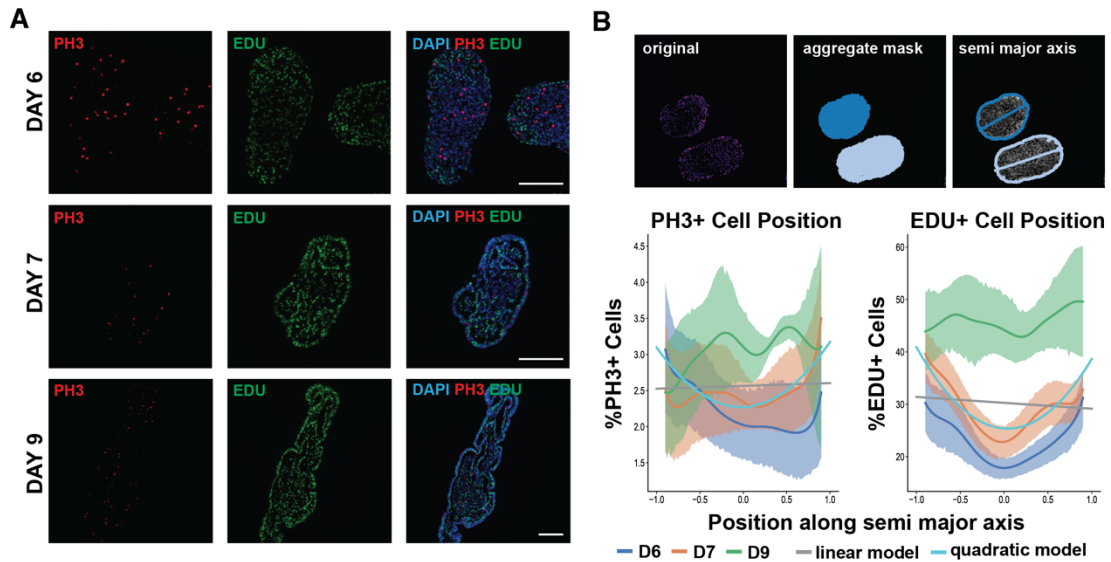 A
PH3
EDU
DAPI PH3 EDU
DAY 6
PH3
EDU
DAPI PH3 EDU
DAY 7
PH3
EDU
DAPI PH3 EDU
DAY 9
B
original
aggregate mask
semi major axis
PH3+ Cell Position
%PH3+ Cells
4.5
4.0
3.5
3.0
2.5
2.0
1.5
−1.0 −0.5 0.0 0.5 1.0
EDU+ Cell Position
%EDU+ Cells
60
50
40
30
20
−1.0 −0.5 0.0 0.5 1.0
Position along semi major axis
D6 D7 D9 linear model quadratic model